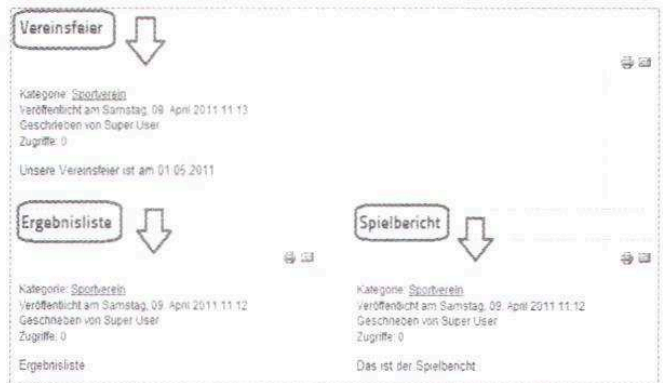 Vereinsfeier
Kategorie: Sportverein
Veröffentlicht am Samstag, 09. April 2011 11:13
Geschrieben von Super User
Zugriffe: 0
Unsere Vereinsfeier ist am 01.05.2011
Ergebnisliste
Kategorie: Sportverein
Veröffentlicht am Samstag, 09. April 2011 11:12
Geschrieben von Super User
Zugriffe: 0
Ergebnisliste
Spielbericht
Kategorie: Sportverein
Veröffentlicht am Samstag, 09. April 2011 11:12
Geschrieben von Super User
Zugriffe: 0
Das ist der Spielbericht